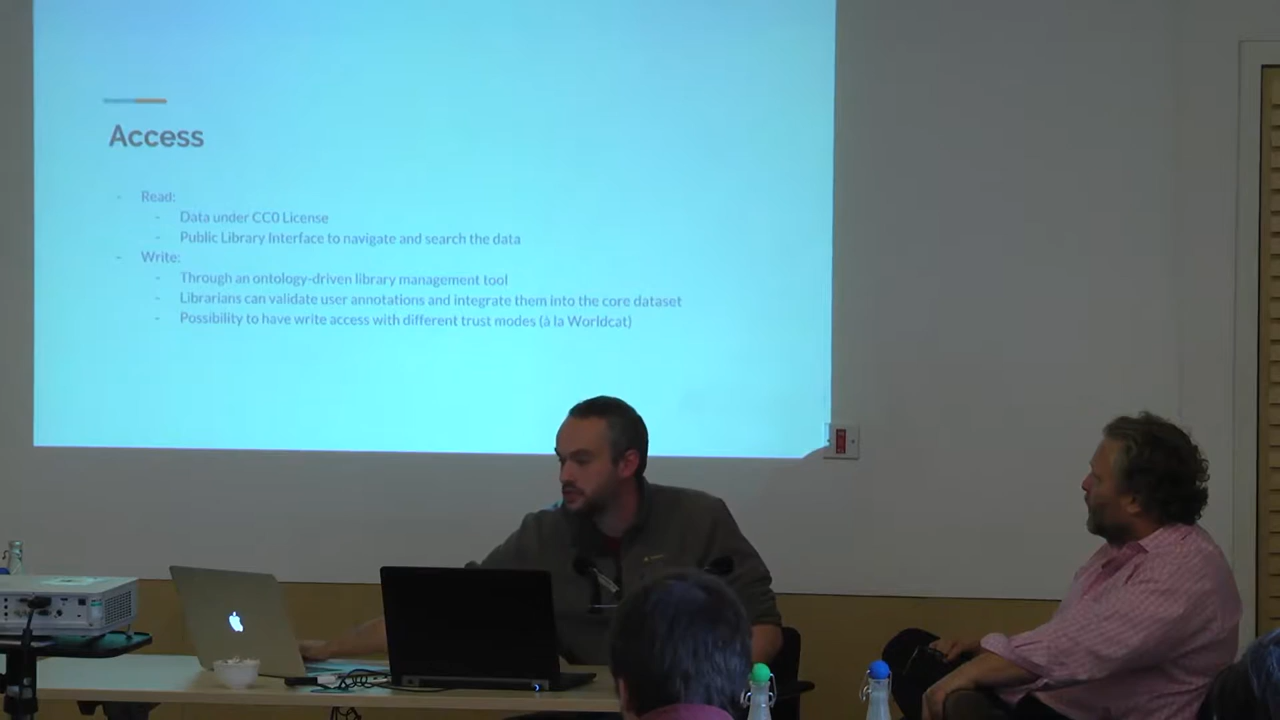 Access
- Read:
- Data under CC0 License
- Public Library Interface to navigate and search the data
- Write:
- Through an ontology-driven library management tool
- Librarians can validate user annotations and integrate them into the core dataset
- Possibility to have write access with different trust modes (à la Worldcat)